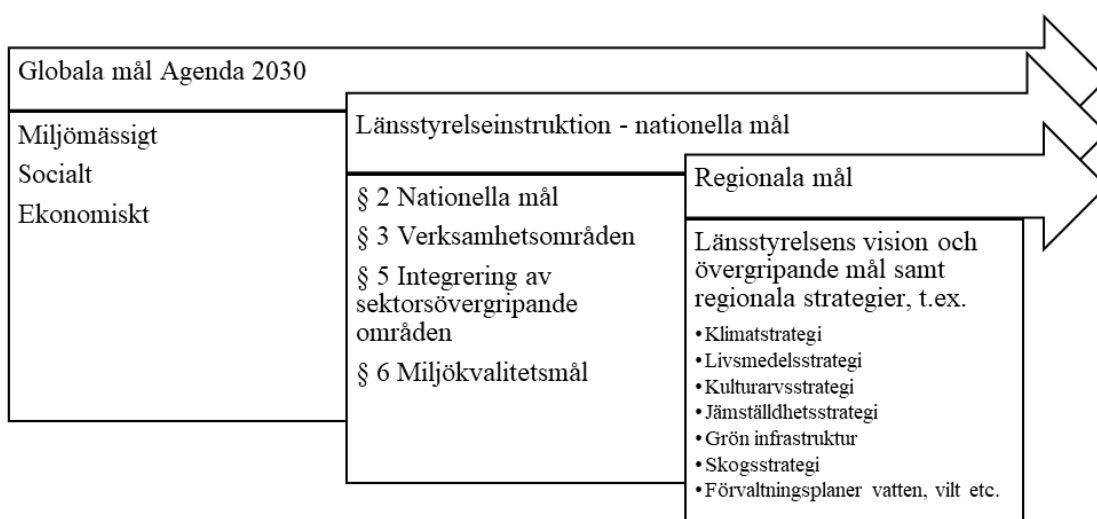 Globala mål Agenda 2030
Miljömässigt
Socialt
Ekonomiskt
Länsstyrelseinstruktion - nationella mål
§ 2 Nationella mål
§ 3 Verksamhetsområden
§ 5 Integrering av
sektorsövergripande
områden
§ 6 Miljökvalitetsmål
Regionala mål
Länsstyrelsens vision och
övergripande mål samt
regionala strategier, t.ex.
•Klimatstrategi
•Livsmedelsstrategi
•Kulturarvsstrategi
•Jämställdhetsstrategi
•Grön infrastruktur
•Skogsstrategi
•Förvaltningsplaner vatten, vilt etc.